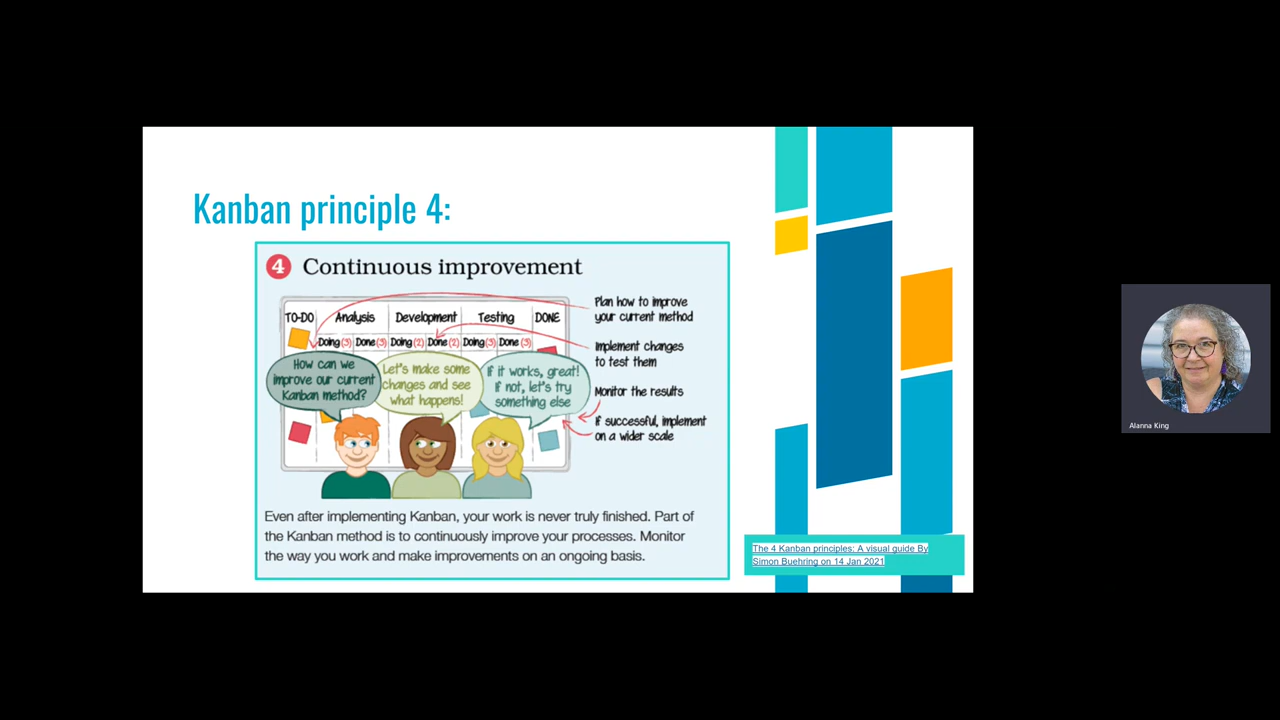 Kanban principle 4:
4 Continuous improvement
TO-DO Analysis Development Testing DONE
Doing (3) Done (3) Doing (2) Done (2) Doing (3) Done (3)
How can we
improve our current
Kanban method?
Let's make some
changes and see
what happens!
If it works, great!
If not, let's try
something else
Plan how to improve
your current method
Implement changes
to test them
Monitor the results
If successful, implement
on a wider scale
Even after implementing Kanban, your work is never truly finished. Part of
the Kanban method is to continuously improve your processes. Monitor
the way you work and make improvements on an ongoing basis.
The 4 Kanban principles: A visual guide By
Simon Buehring on 14 Jan 2021
Alanna King